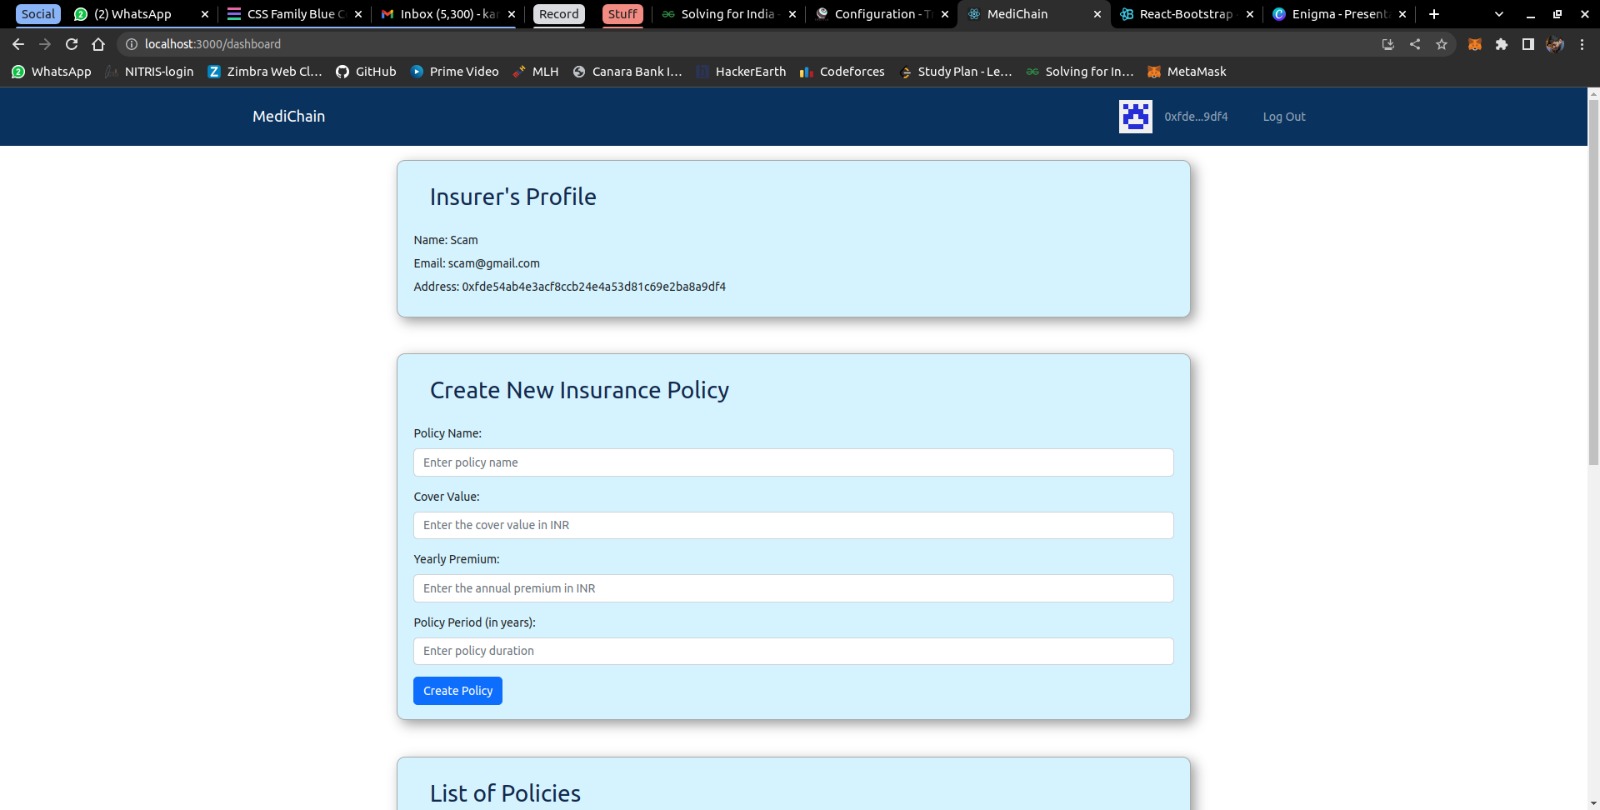 Social (2) WhatsApp CSS Family Blue C Inbox (5,300) - kar Record Stuff Solving for India - Configuration - Tr MediChain React-Bootstrap - Enigma - Present
localhost:3000/dashboard
WhatsApp NITRIS-login Zimbra Web Cl... GitHub Prime Video MLH Canara Bank I... HackerEarth Codeforces Study Plan - Le... Solving for In... MetaMask
MediChain 0xfde...9df4 Log Out
Insurer's Profile
Name: Scam
Email: scam@gmail.com
Address: 0xfde54ab4e3acf8ccb24e4a53d81c69e2ba8a9df4
Create New Insurance Policy
Policy Name:
Enter policy name
Cover Value:
Enter the cover value in INR
Yearly Premium:
Enter the annual premium in INR
Policy Period (in years):
Enter policy duration
Create Policy
List of Policies